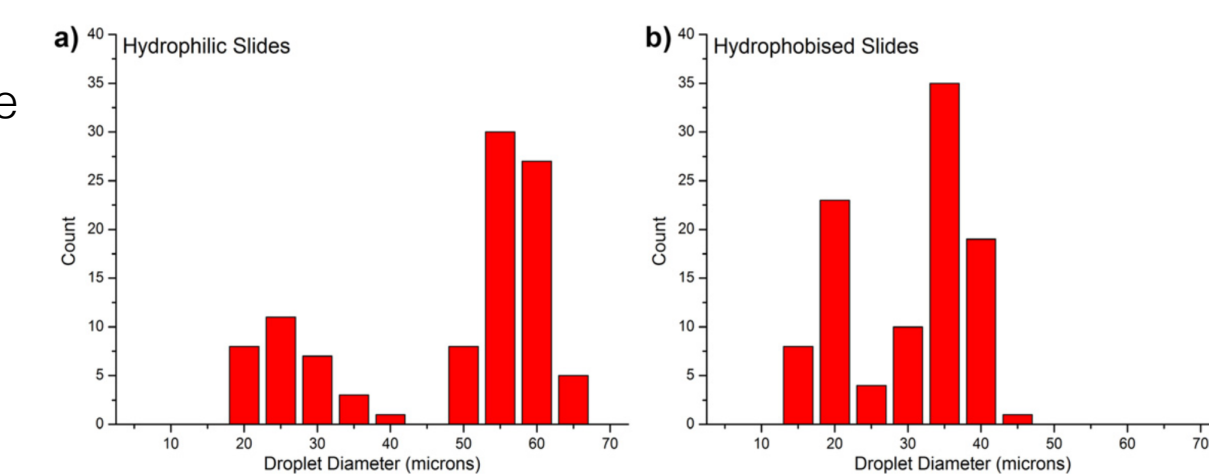 e
a)
Hydrophilic Slides
40
35
30
25
20
15
10
5
0
Count
10 20 30 40 50 60 70
Droplet Diameter (microns)
b)
Hydrophobised Slides
40
35
30
25
20
15
10
5
0
Count
10 20 30 40 50 60 70
Droplet Diameter (microns)